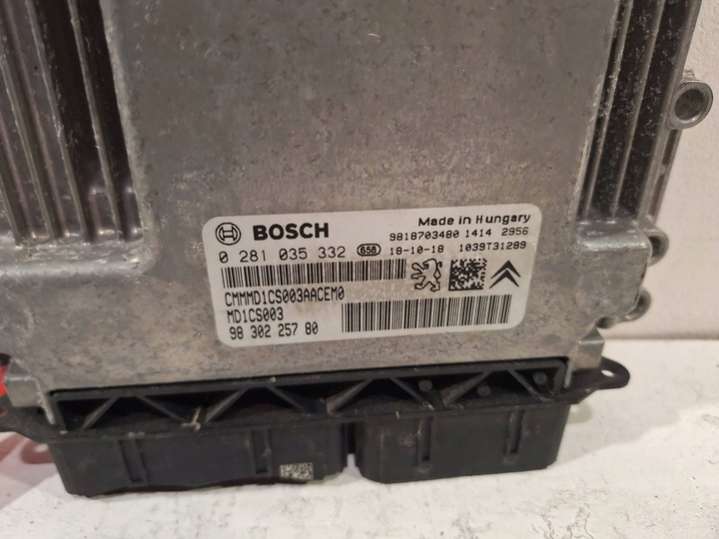 BOSCH
Made in Hungary
9818703480 1414 2956
0 281 035 332 658 18-10-18 1039T31289
CMMMD1CS003AACEM0
MD1CS003
98 302 257 80